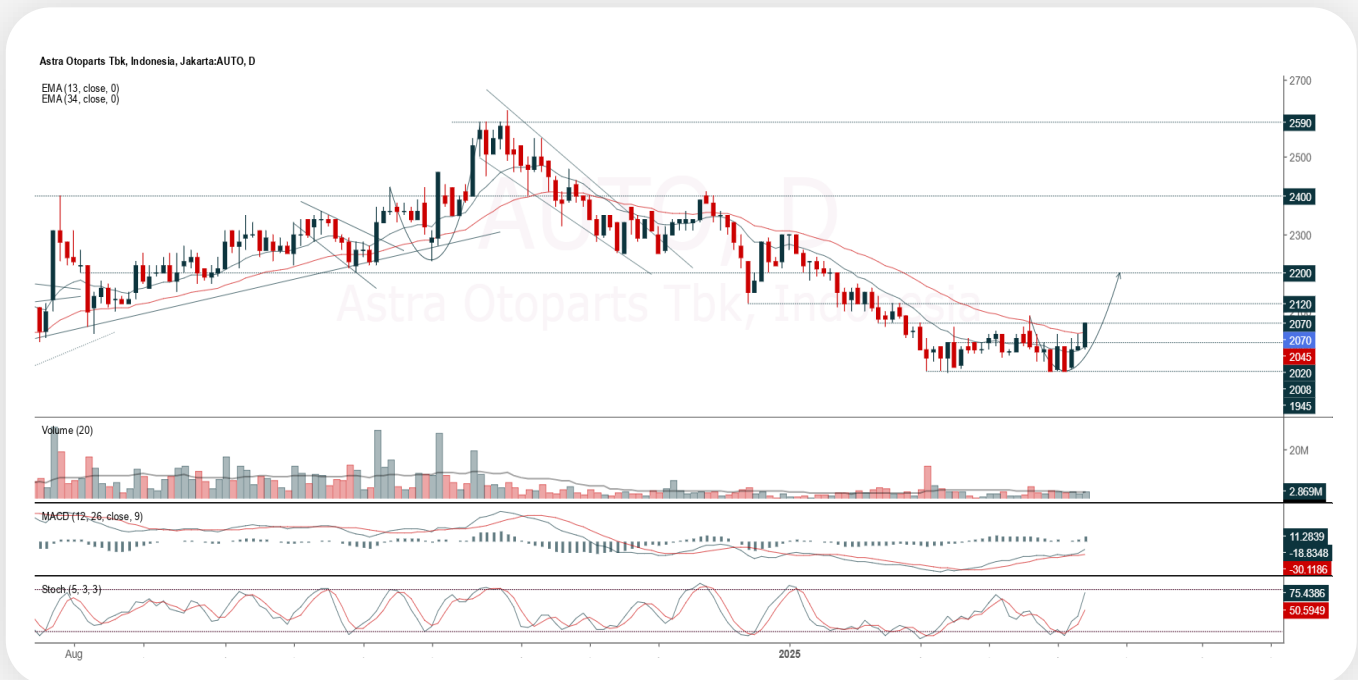 Astra Otoparts Tbk, Indonesia, Jakarta:AUTO, D
EMA (13, close, 0)
EMA (34, close, 0)
AUTO, D
Astra Otoparts Tbk, Indonesia
2700
2590
2500
2400
2300
2200
2120
2070
2070
2045
2020
2008
1945
Volume (20)
20M
2.869M
MACD (12, 26, close, 9)
11.2839
-18.8348
-30.1186
Stoch (5, 3, 3)
75.4386
50.5949
Aug
2025